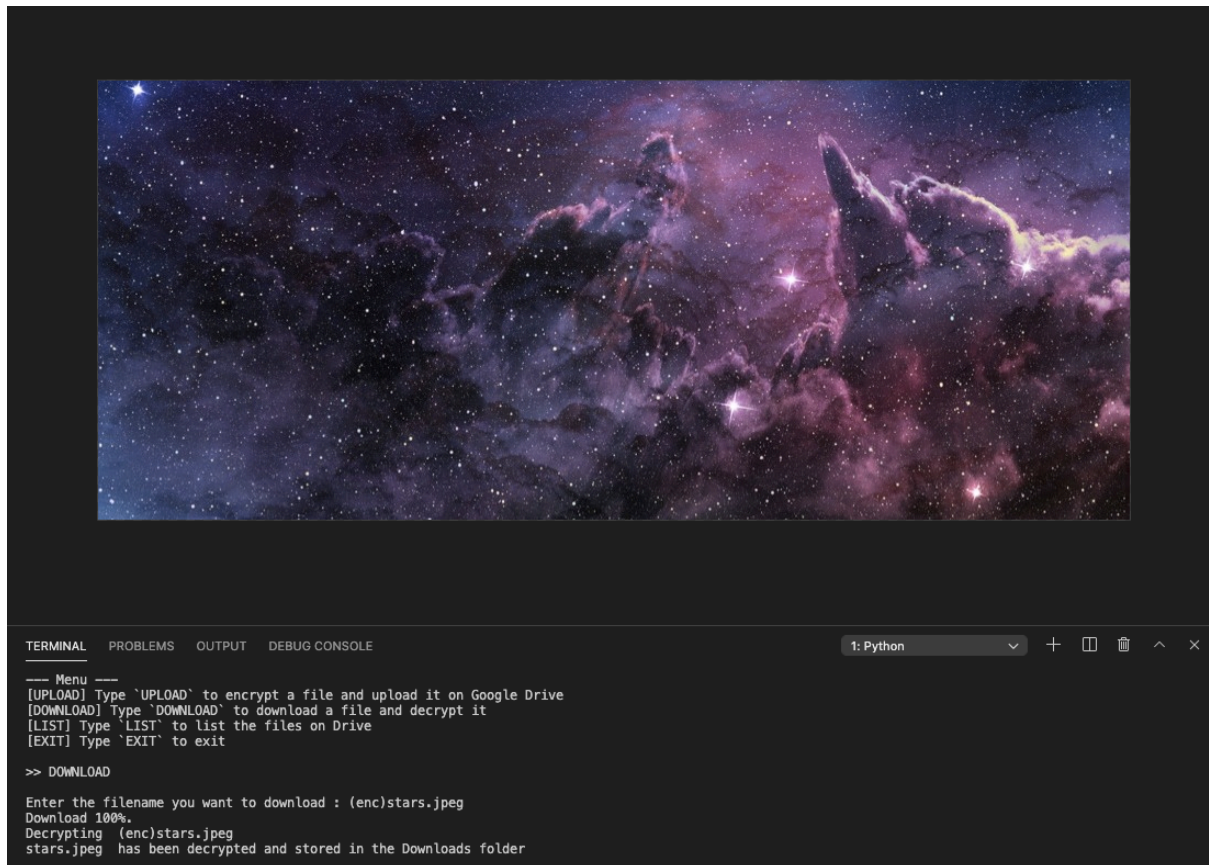 TERMINAL PROBLEMS OUTPUT DEBUG CONSOLE 1: Python
--- Menu ---
[UPLOAD] Type `UPLOAD` to encrypt a file and upload it on Google Drive
[DOWNLOAD] Type `DOWNLOAD` to download a file and decrypt it
[LIST] Type `LIST` to list the files on Drive
[EXIT] Type `EXIT` to exit
>> DOWNLOAD
Enter the filename you want to download : (enc)stars.jpeg
Download 100%.
Decrypting  (enc)stars.jpeg
stars.jpeg  has been decrypted and stored in the Downloads folder